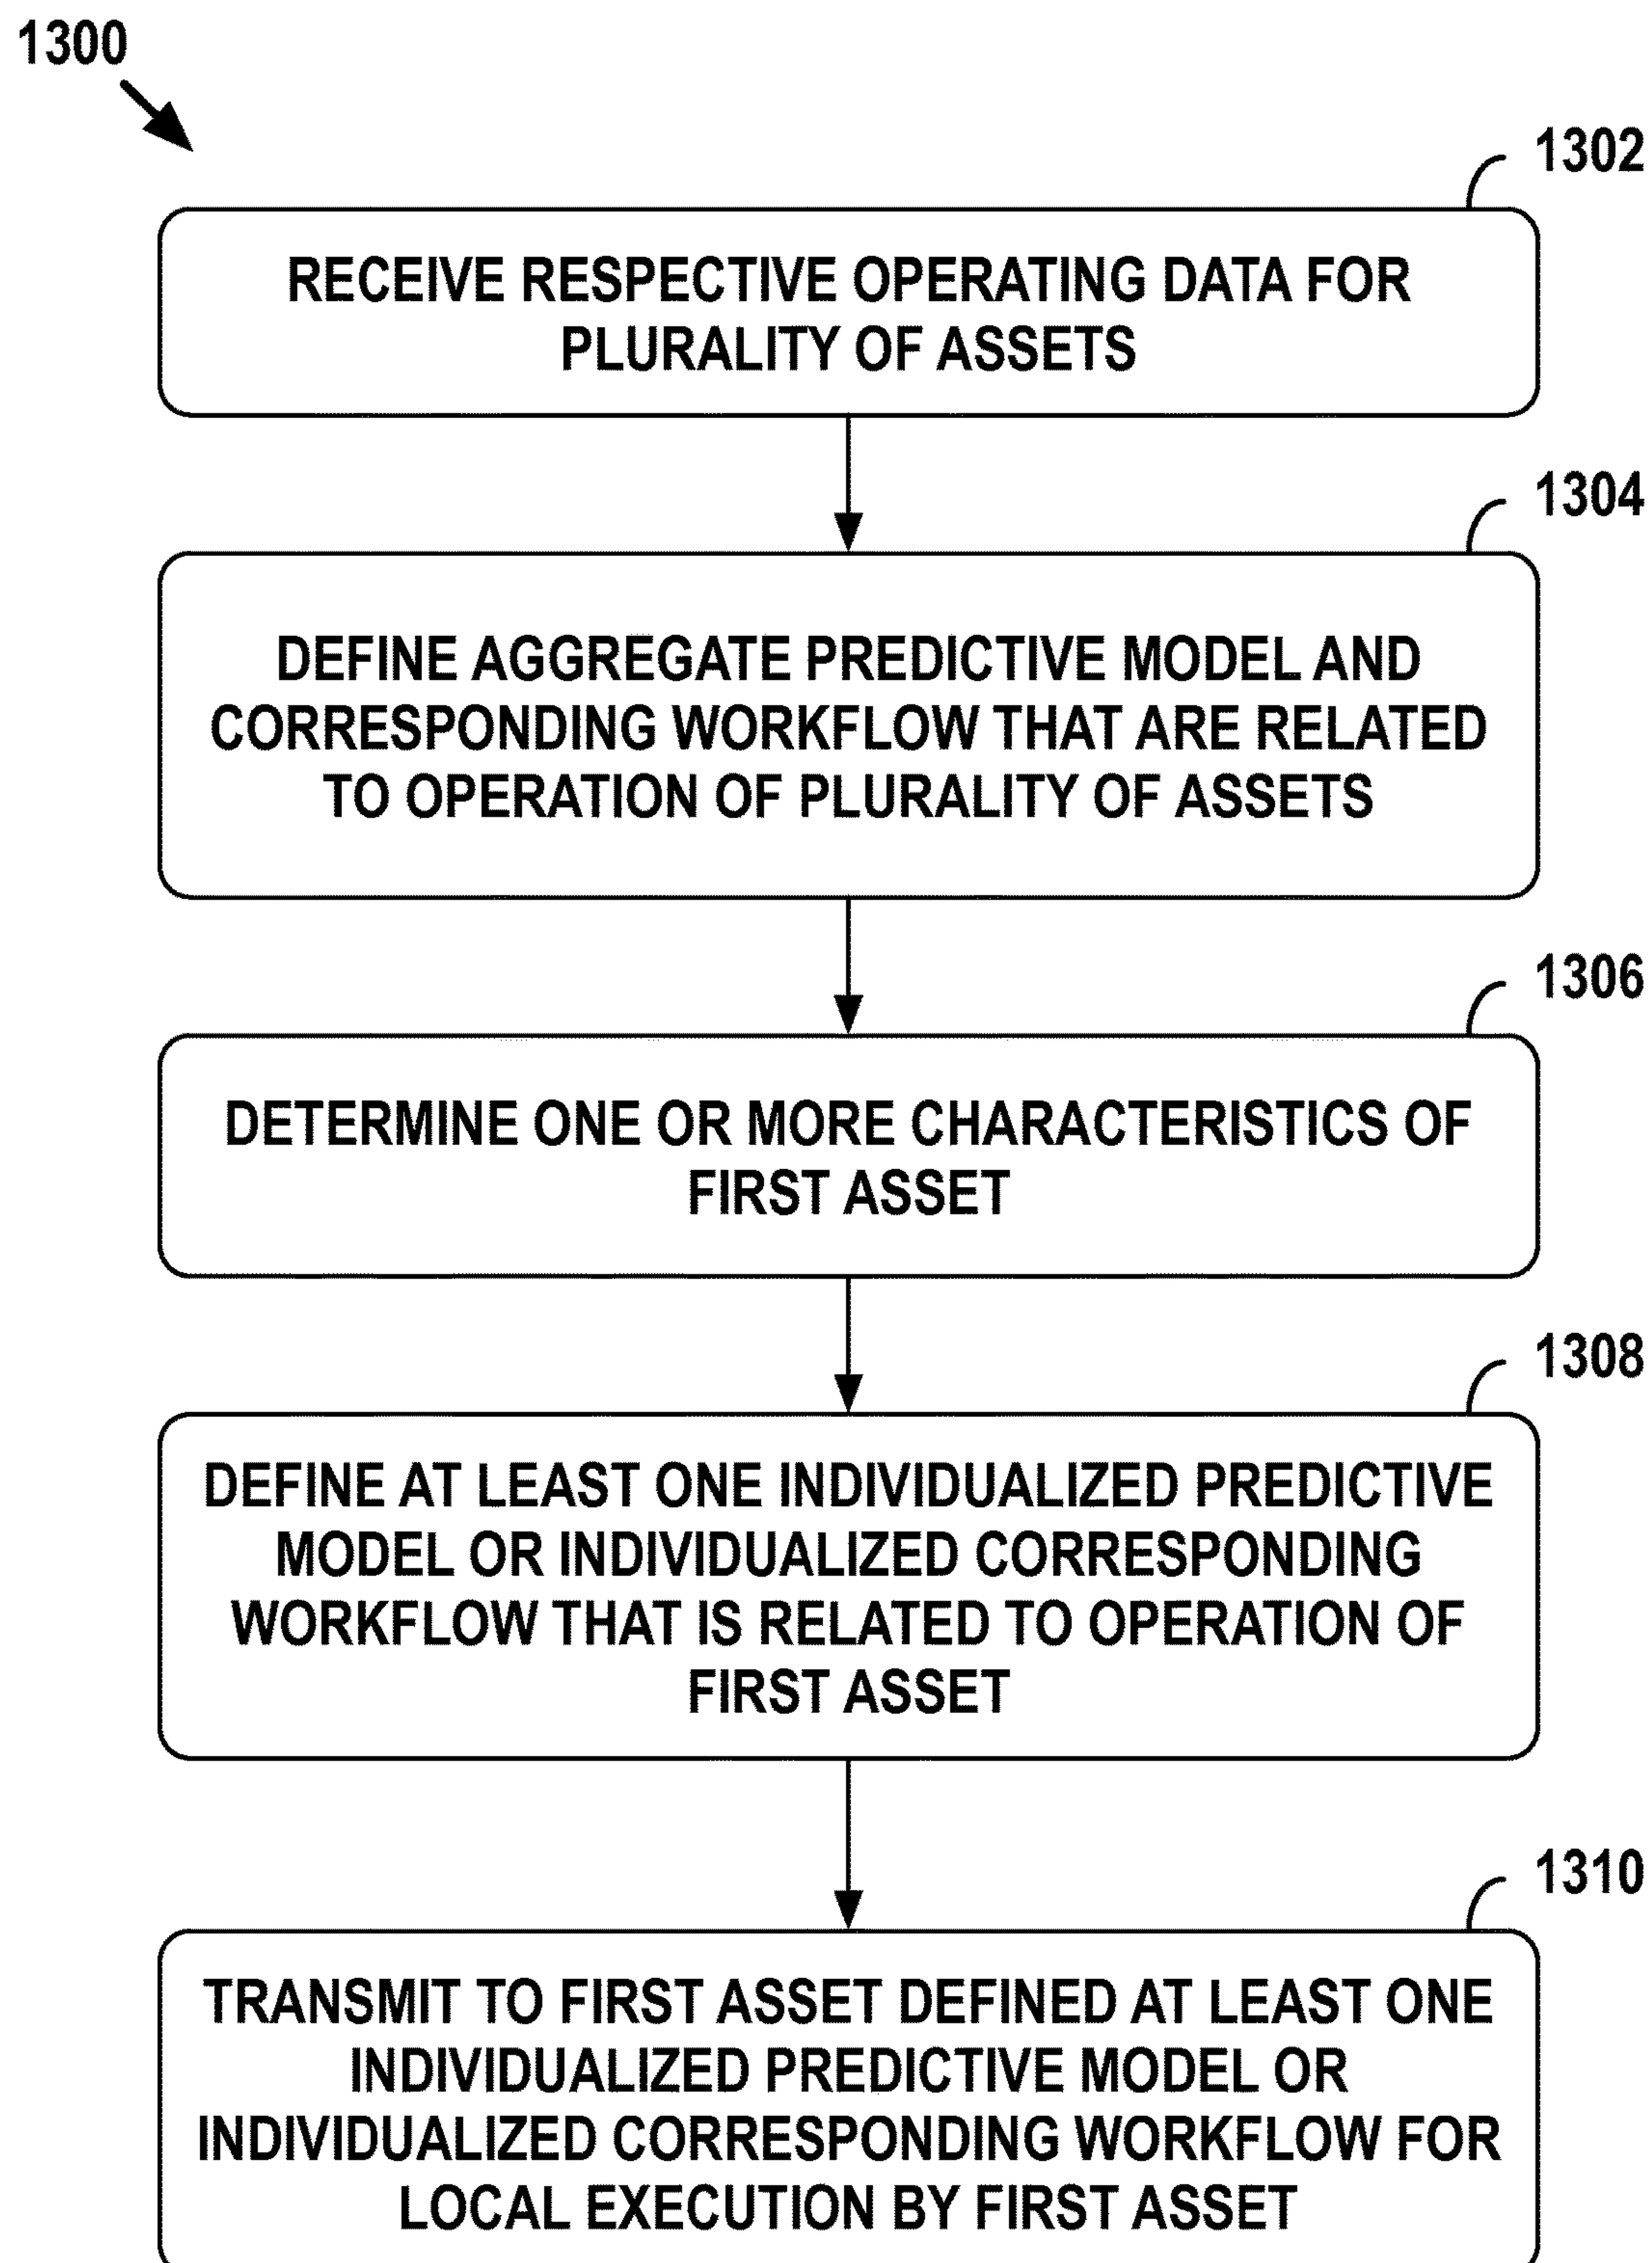 1300
1302
RECEIVE RESPECTIVE OPERATING DATA FOR
PLURALITY OF ASSETS
1304
DEFINE AGGREGATE PREDICTIVE MODEL AND
CORRESPONDING WORKFLOW THAT ARE RELATED
TO OPERATION OF PLURALITY OF ASSETS
1306
DETERMINE ONE OR MORE CHARACTERISTICS OF
FIRST ASSET
1308
DEFINE AT LEAST ONE INDIVIDUALIZED PREDICTIVE
MODEL OR INDIVIDUALIZED CORRESPONDING
WORKFLOW THAT IS RELATED TO OPERATION OF
FIRST ASSET
1310
TRANSMIT TO FIRST ASSET DEFINED AT LEAST ONE
INDIVIDUALIZED PREDICTIVE MODEL OR
INDIVIDUALIZED CORRESPONDING WORKFLOW FOR
LOCAL EXECUTION BY FIRST ASSET